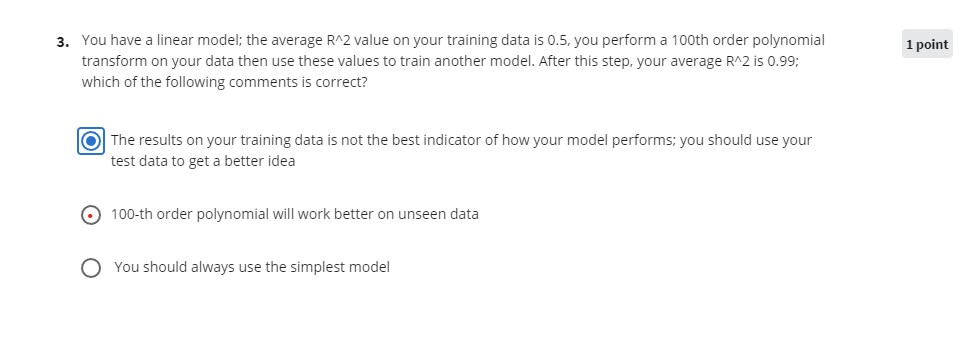 3. You have a linear model; the average R^2 value on your training data is 0.5, you perform a 100th order polynomial
1 point
transform on your data then use these values to train another model. After this step, your average R^2 is 0.99;
which of the following comments is correct?
The results on your training data is not the best indicator of how your model performs; you should use your
test data to get a better idea
100-th order polynomial will work better on unseen data
You should always use the simplest model